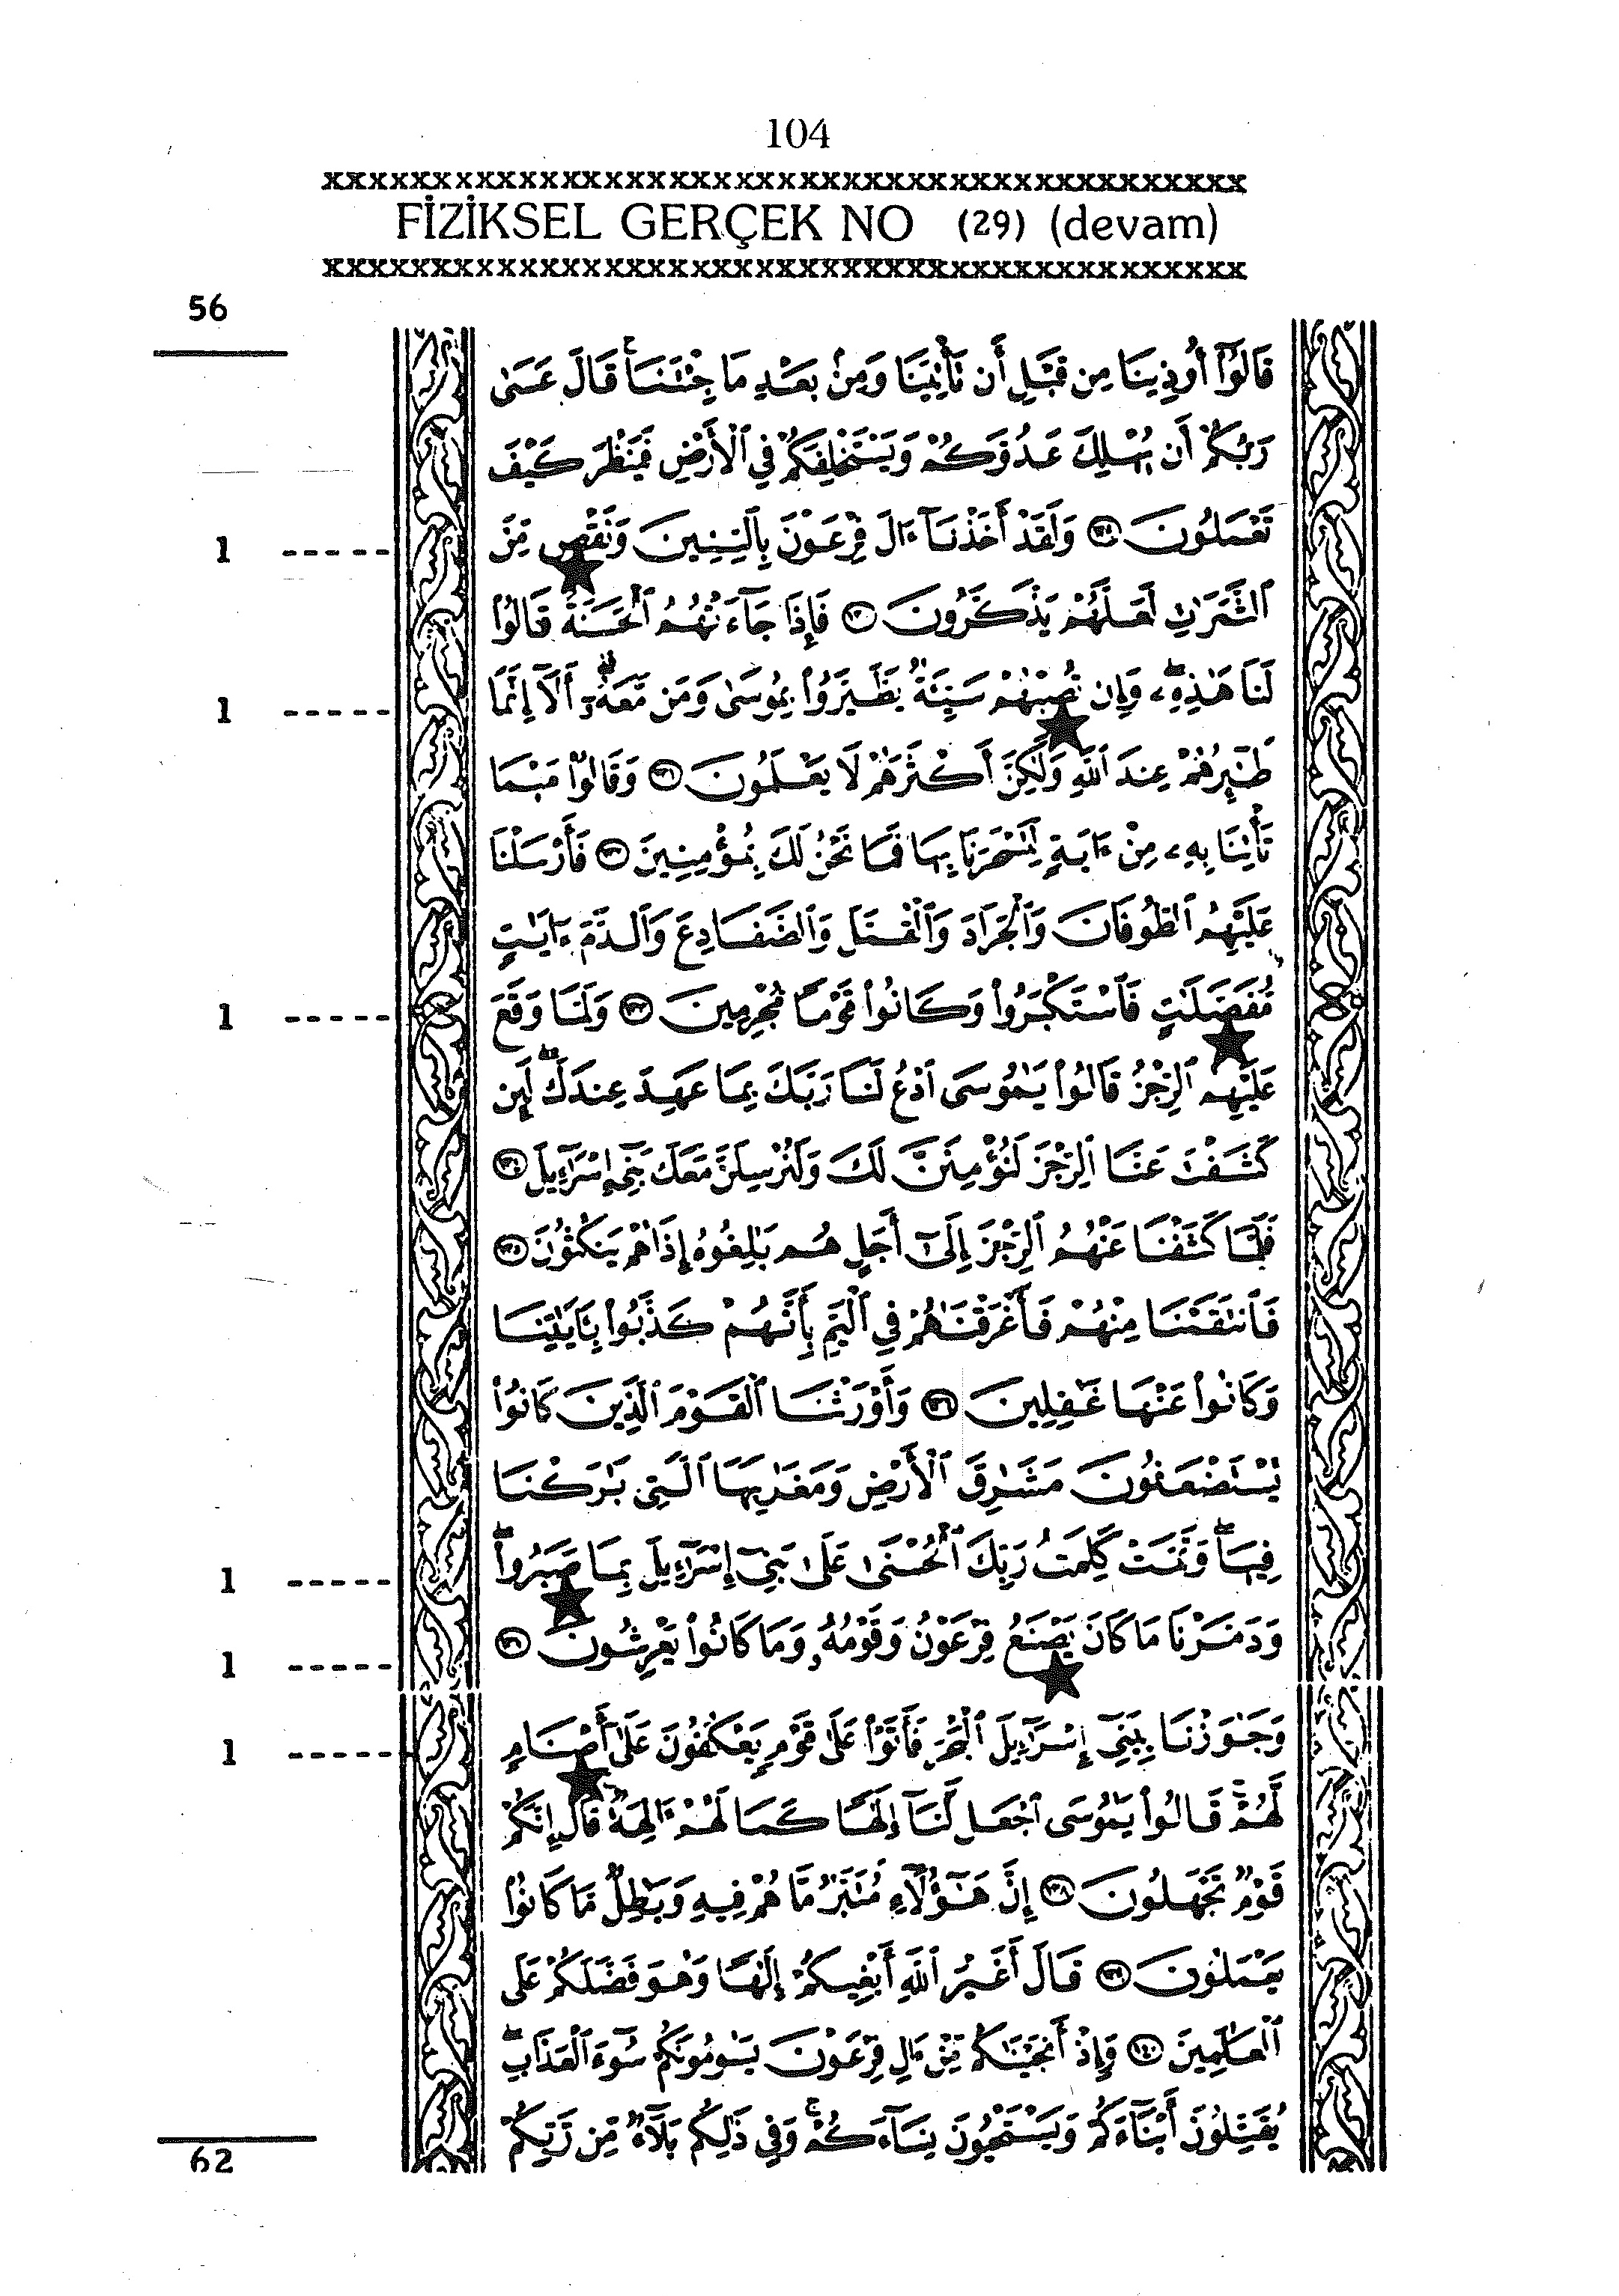 104
xxxxxxxxxxxxxxxxxxxxxxxxxxxxxxxxxxxxxxxxxxx
FİZİKSEL GERÇEK NO (29) (devam)
xxxxxxxxxxxxxxxxxxxxxxxxxxxxxxxxxxxxxxxxxxx
56
قَالُوٓا۟ أُوذِينَا مِن قَبْلِ أَن تَأْتِيَنَا وَمِنۢ بَعْدِ مَا جِئْتَنَا ۚ قَالَ عَسَىٰ
رَبُّكُمْ أَن يُهْلِكَ عَدُوَّكُمْ وَيَسْتَخْلِفَكُمْ فِى ٱلْأَرْضِ فَيَنظُرَ كَيْفَ
1 ----- تَعْمَلُونَ ﴿١٢٩﴾ وَلَقَدْ أَخَذْنَآ ءَالَ فِرْعَوْنَ بِٱلسِّنِينَ وَنَقْصٍ مِّنَ
ٱلثَّمَرَٰتِ لَعَلَّهُمْ يَذَّكَّرُونَ ﴿١٣٠﴾ فَإِذَا جَآءَتْهُمُ ٱلْحَسَنَةُ قَالُوا۟
1 ----- لَنَا هَـٰذِهِۦ ۖ وَإِن تُصِبْهُمْ سَيِّئَةٌ يَطَّيَّرُوا۟ بِمُوسَىٰ وَمَن مَّعَهُۥٓ ۗ أَلَآ إِنَّمَا
طَـٰٓئِرُهُمْ عِندَ ٱللَّهِ وَلَـٰكِنَّ أَكْثَرَهُمْ لَا يَعْلَمُونَ ﴿١٣١﴾ وَقَالُوا۟ مَهْمَا
تَأْتِنَا بِهِۦ مِنْ ءَايَةٍ لِّتَسْحَرَنَا بِهَا فَمَا نَحْنُ لَكَ بِمُؤْمِنِينَ ﴿١٣٢﴾ فَأَرْسَلْنَا
عَلَيْهِمُ ٱلطُّوفَانَ وَٱلْجَرَادَ وَٱلْقُمَّلَ وَٱلضَّفَادِعَ وَٱلدَّمَ ءَايَـٰتٍ
1 ----- مُّفَصَّلَـٰتٍ فَٱسْتَكْبَرُوا۟ وَكَانُوا۟ قَوْمًا مُّجْرِمِينَ ﴿١٣٣﴾ وَلَمَّا وَقَعَ
عَلَيْهِمُ ٱلرِّجْزُ قَالُوا۟ يَـٰمُوسَى ٱدْعُ لَنَا رَبَّكَ بِمَا عَهِدَ عِندَكَ ۖ لَئِن
كَشَفْتَ عَنَّا ٱلرِّجْزَ لَنُؤْمِنَنَّ لَكَ وَلَنُرْسِلَنَّ مَعَكَ بَنِىٓ إِسْرَٰٓءِيلَ ﴿١٣٤﴾
فَلَمَّا كَشَفْنَا عَنْهُمُ ٱلرِّجْزَ إِلَىٰٓ أَجَلٍ هُم بَـٰلِغُوهُ إِذَا هُمْ يَنكُثُونَ ﴿١٣٥﴾
فَٱنتَقَمْنَا مِنْهُمْ فَأَغْرَقْنَـٰهُمْ فِى ٱلْيَمِّ بِأَنَّهُمْ كَذَّبُوا۟ بِـَٔايَـٰتِنَا
وَكَانُوا۟ عَنْهَا غَـٰفِلِينَ ﴿١٣٦﴾ وَأَوْرَثْنَا ٱلْقَوْمَ ٱلَّذِينَ كَانُوا۟
يُسْتَضْعَفُونَ مَشَـٰرِقَ ٱلْأَرْضِ وَمَغَـٰرِبَهَا ٱلَّتِى بَـٰرَكْنَا
1 ----- فِيهَا ۖ وَتَمَّتْ كَلِمَتُ رَبِّكَ ٱلْحُسْنَىٰ عَلَىٰ بَنِىٓ إِسْرَٰٓءِيلَ بِمَا صَبَرُوا۟ ۖ
1 ----- وَدَمَّرْنَا مَا كَانَ يَصْنَعُ فِرْعَوْنُ وَقَوْمُهُۥ وَمَا كَانُوا۟ يَعْرِشُونَ ﴿١٣٧﴾
1 ----- وَجَـٰوَزْنَا بِبَنِىٓ إِسْرَٰٓءِيلَ ٱلْبَحْرَ فَأَتَوْا۟ عَلَىٰ قَوْمٍ يَعْكُفُونَ عَلَىٰٓ أَصْنَامٍ
لَّهُمْ ۚ قَالُوا۟ يَـٰمُوسَى ٱجْعَل لَّنَآ إِلَـٰهًا كَمَا لَهُمْ ءَالِهَةٌ ۚ قَالَ إِنَّكُمْ
قَوْمٌ تَجْهَلُونَ ﴿١٣٨﴾ إِنَّ هَـٰٓؤُلَآءِ مُتَبَّرٌ مَّا هُمْ فِيهِ وَبَـٰطِلٌ مَّا كَانُوا۟
يَعْمَلُونَ ﴿١٣٩﴾ قَالَ أَغَيْرَ ٱللَّهِ أَبْغِيكُمْ إِلَـٰهًا وَهُوَ فَضَّلَكُمْ عَلَى
ٱلْعَـٰلَمِينَ ﴿١٤٠﴾ وَإِذْ أَنجَيْنَـٰكُم مِّنْ ءَالِ فِرْعَوْنَ يَسُومُونَكُمْ سُوٓءَ ٱلْعَذَابِ ۖ
يُقَتِّلُونَ أَبْنَآءَكُمْ وَيَسْتَحْيُونَ نِسَآءَكُمْ ۚ وَفِى ذَٰلِكُم بَلَآءٌ مِّن رَّبِّكُمْ
62